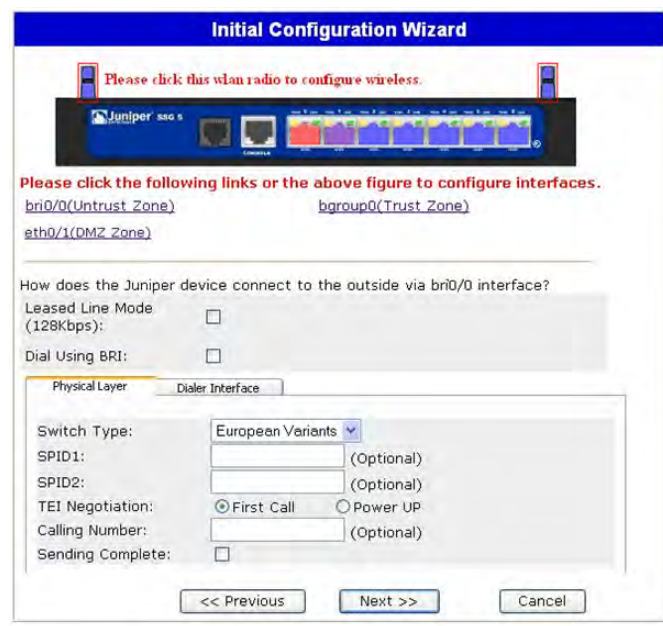 Initial Configuration Wizard
Please click this wlan radio to configure wireless.
Juniper SSG 5
CONSOLE
Please click the following links or the above figure to configure interfaces.
bri0/0(Untrust Zone) bgroup0(Trust Zone)
eth0/1(DMZ Zone)
How does the Juniper device connect to the outside via bri0/0 interface?
Leased Line Mode
(128Kbps):
Dial Using BRI:
Physical Layer Dialer Interface
Switch Type: European Variants
SPID1: (Optional)
SPID2: (Optional)
TEI Negotiation: First Call Power UP
Calling Number: (Optional)
Sending Complete:
<< Previous Next >> Cancel